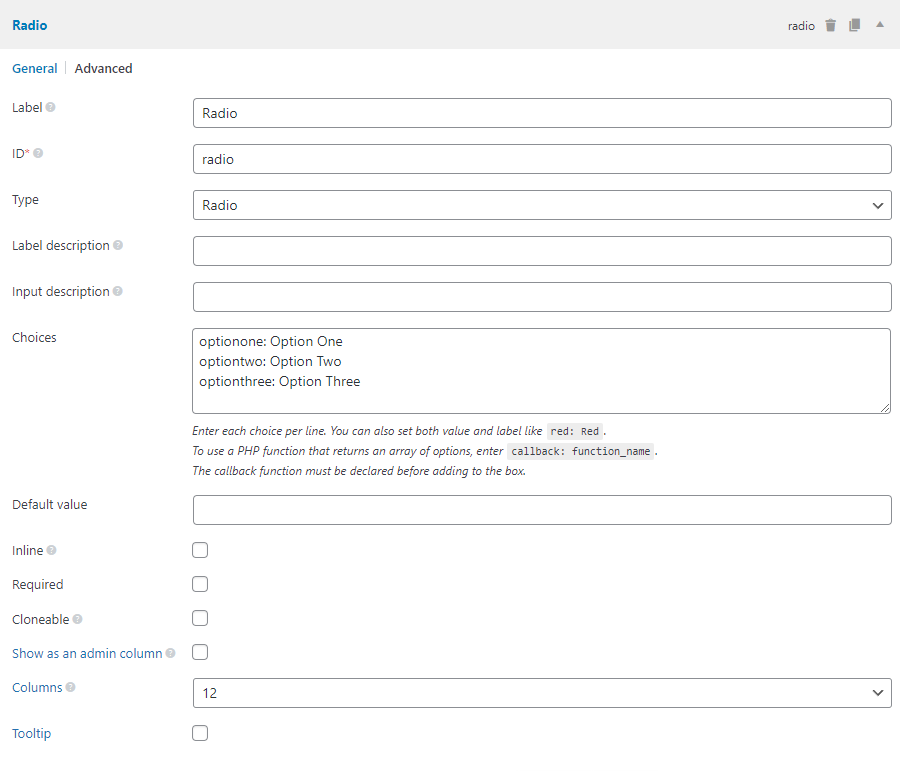 Radio radio
General Advanced
Label
Radio
ID*
radio
Type
Radio
Label description
Input description
Choices
optionone: Option One
optiontwo: Option Two
optionthree: Option Three
Enter each choice per line. You can also set both value and label like red: Red.
To use a PHP function that returns an array of options, enter callback: function_name.
The callback function must be declared before adding to the box.
Default value
Inline
Required
Cloneable
Show as an admin column
Columns
12
Tooltip